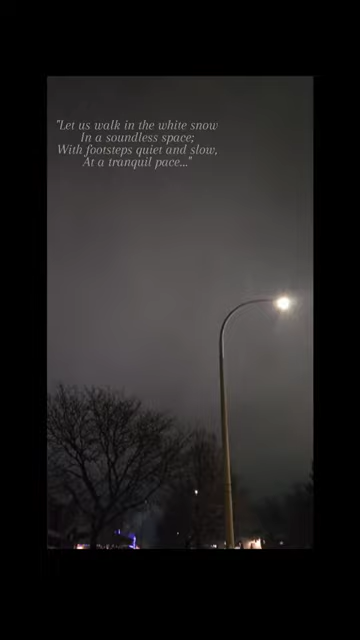 "Let us walk in the white snow
In a soundless space;
With footsteps quiet and slow,
At a tranquil pace..."